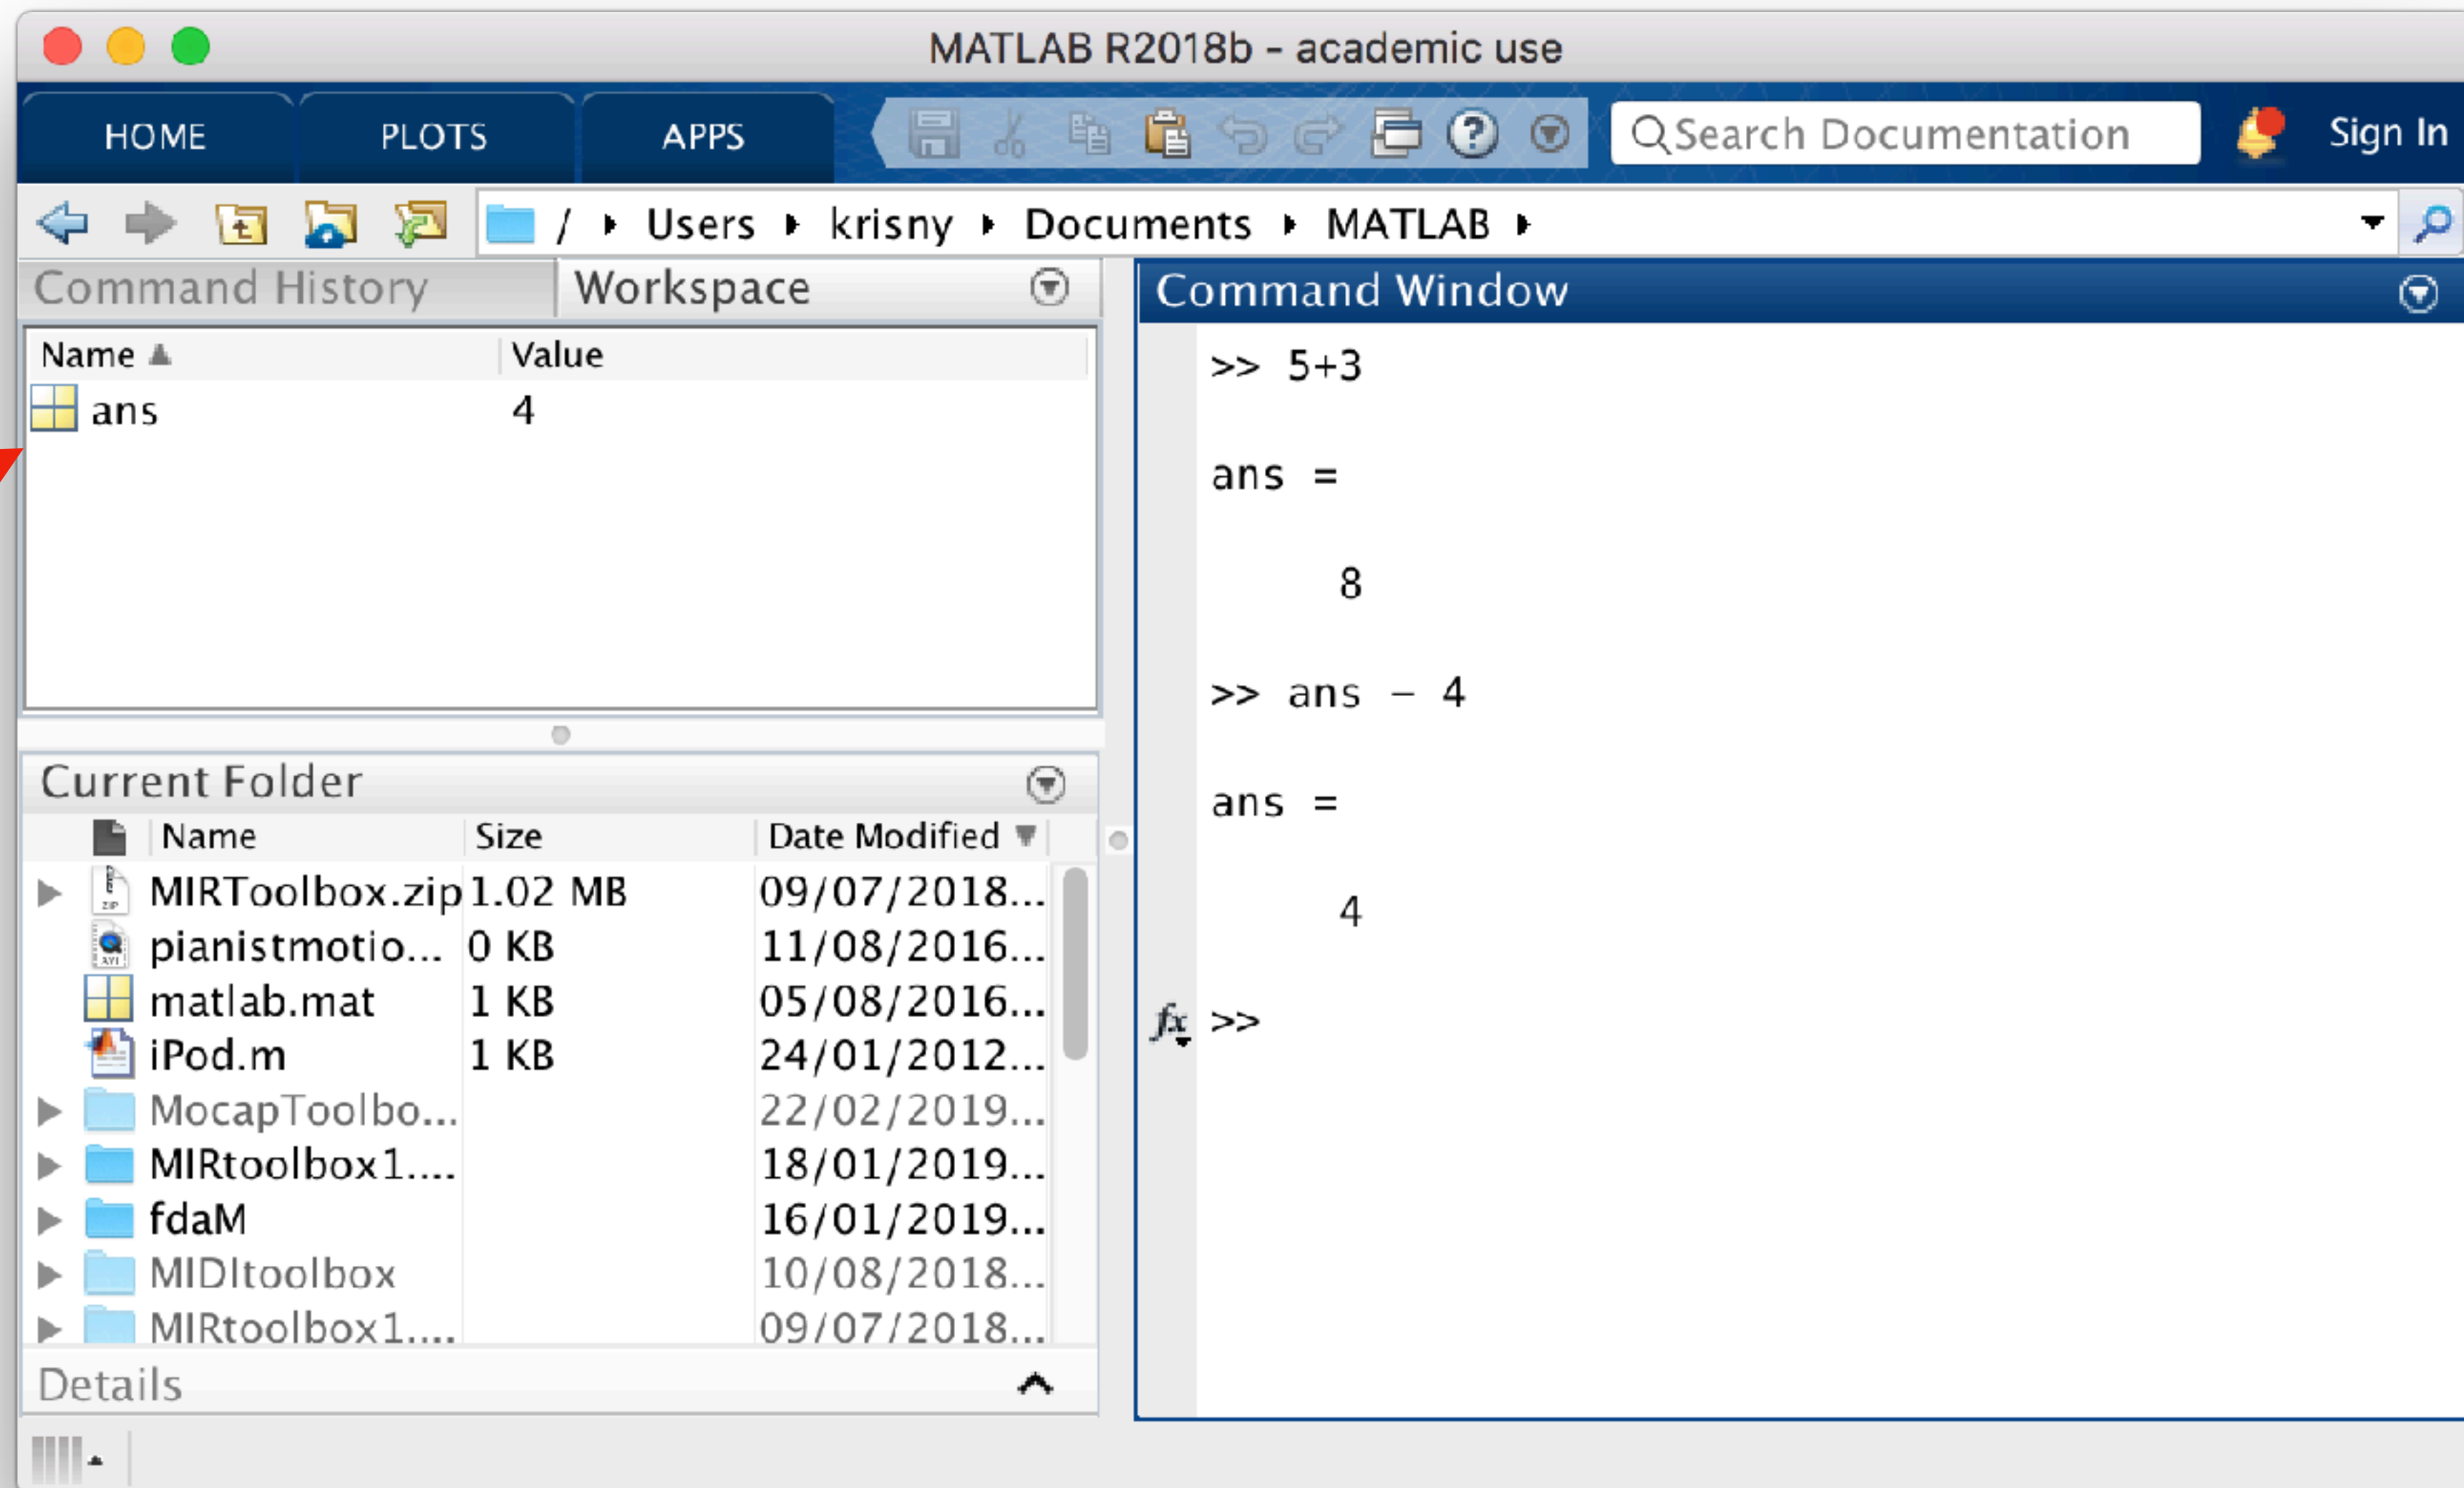 MATLAB R2018b - academic use
HOME PLOTS APPS Search Documentation Sign In
/ Users krisny Documents MATLAB
Command History Workspace
Name Value
ans 4
Current Folder
Name Size Date Modified
MIRToolbox.zip 1.02 MB 09/07/2018...
pianistmotio... 0 KB 11/08/2016...
matlab.mat 1 KB 05/08/2016...
iPod.m 1 KB 24/01/2012...
MocapToolbo... 22/02/2019...
MIRtoolbox1.... 18/01/2019...
fdaM 16/01/2019...
MIDItoolbox 10/08/2018...
MIRtoolbox1.... 09/07/2018...
Details
Command Window
>> 5+3
ans =
8
>> ans - 4
ans =
4
fx >>